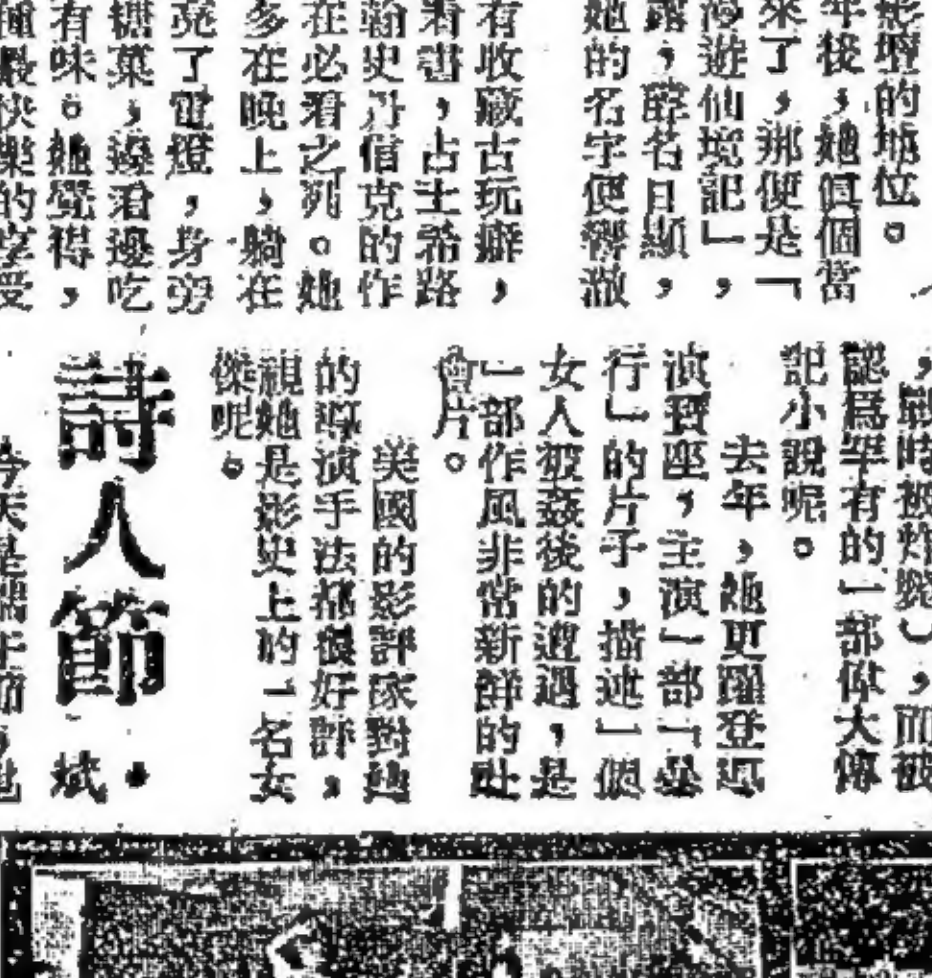 影壇的地位。
年後,她真個當
來了,那便是「
漫遊仙境記」,
露,聲名日顯,
她的名字便響澈
有收藏古玩癖,
看書,占士希路
翰史丹信克的作
在必看之列。她
多在晚上,躺在
亮了電燈,身旁
糖菓,邊看邊吃
有味。她覺得,
種最快樂的享受
,戰時被炸燬),而被
認爲罕有的一部偉大傳
記小說呢。
去年,她更躍登導
演寶座,主演一部「暴
行」的片子,描述一個
女人被姦後的遭遇,是
一部作風非常新鮮的社
會片。
美國的影評家對她
的導演手法搭很好評,
視她是影史上的一名女
傑呢。
詩人節
·斌
今天是端午節,也